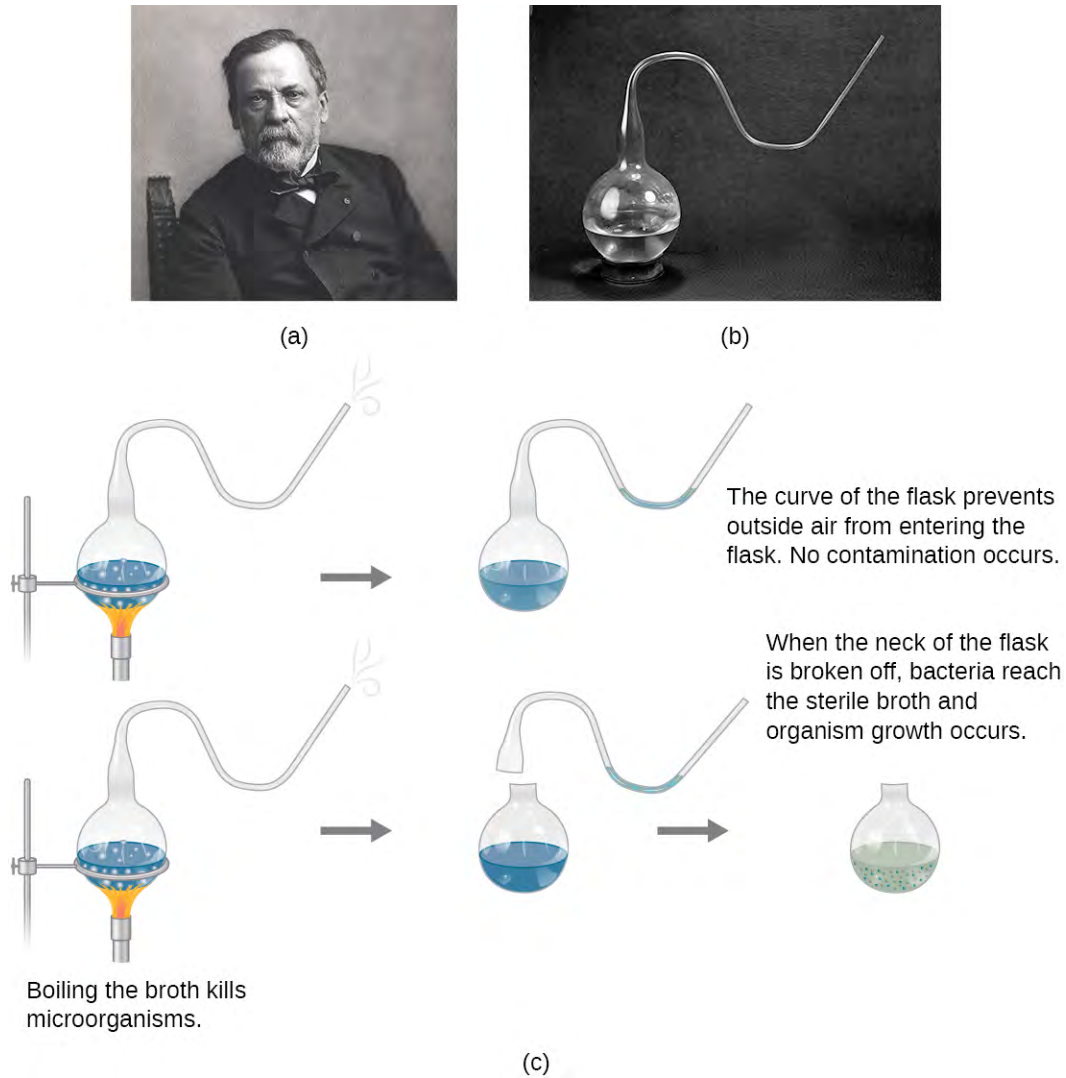 (a)
(b)
The curve of the flask prevents
outside air from entering the
flask. No contamination occurs.
When the neck of the flask
is broken off, bacteria reach
the sterile broth and
organism growth occurs.
Boiling the broth kills
microorganisms.
(c)